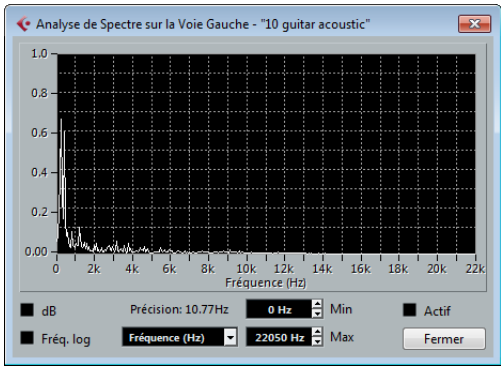 Analyse de Spectre sur la Voie Gauche - "10 guitar acoustic"
1.0
0.8
0.6
0.4
0.2
0.00
0 2k 4k 6k 8k 10k 12k 14k 16k 18k 20k 22k
Fréquence (Hz)
dB Précision: 10.77Hz 0 Hz Min Actif
Fréq. log Fréquence (Hz) 22050 Hz Max Fermer